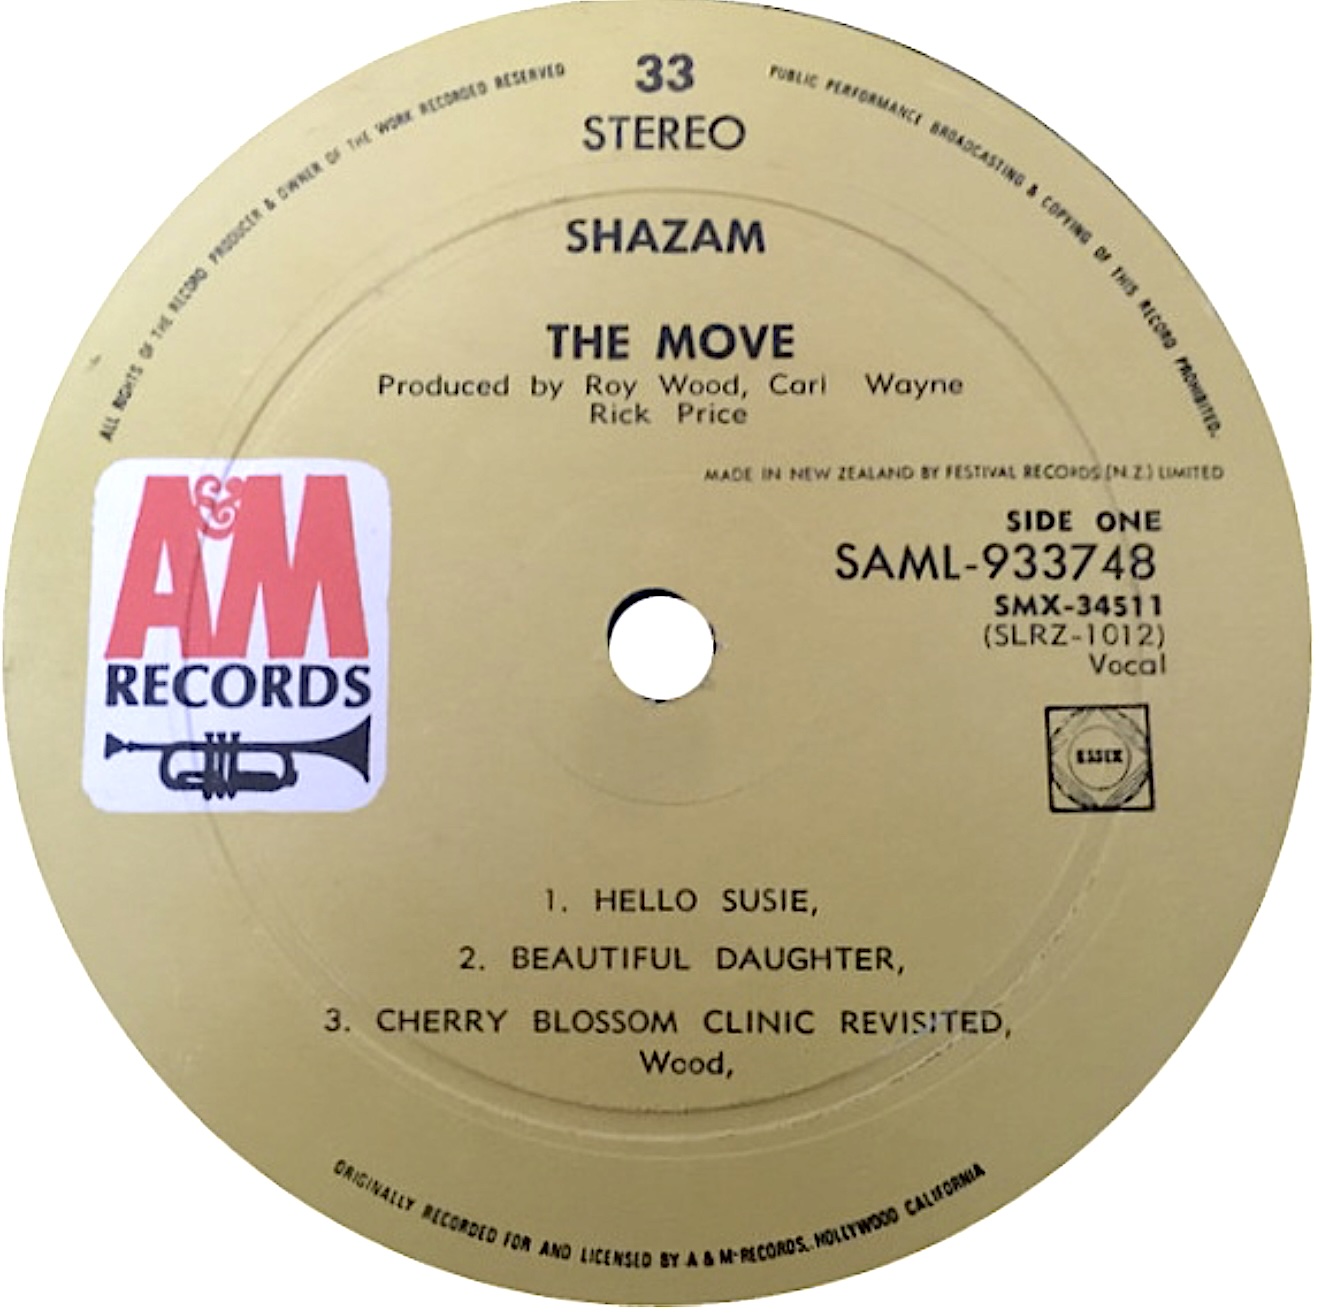 33
STEREO
ALL RIGHTS OF THE RECORD PRODUCER & OWNER OF THE WORK RECORDED RESERVED
PUBLIC PERFORMANCE BROADCASTING & COPYING OF THIS RECORD PROHIBITED.
SHAZAM
THE MOVE
Produced by Roy Wood, Carl Wayne
Rick Price
MADE IN NEW ZEALAND BY FESTIVAL RECORDS (N.Z.) LIMITED
A&M
RECORDS
SIDE ONE
SAML-933748
SMX-34511
(SLRZ-1012)
Vocal
ESSEX
1. HELLO SUSIE,
2. BEAUTIFUL DAUGHTER,
3. CHERRY BLOSSOM CLINIC REVISITED,
Wood,
ORIGINALLY RECORDED FOR AND LICENSED BY A & M-RECORDS, HOLLYWOOD CALIFORNIA